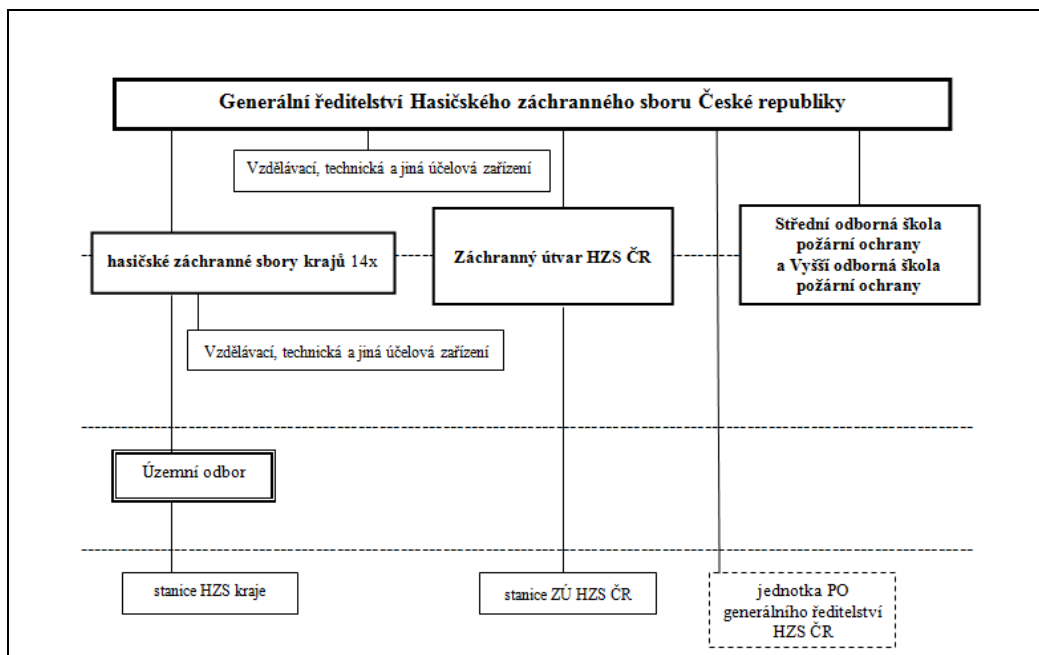 Generální ředitelství Hasičského záchranného sboru České republiky
Vzdělávací, technická a jiná účelová zařízení
hasičské záchranné sbory krajů 14x
Záchranný útvar HZS ČR
Střední odborná škola
požární ochrany
a Vyšší odborná škola
požární ochrany
Vzdělávací, technická a jiná účelová zařízení
Územní odbor
stanice HZS kraje
stanice ZÚ HZS ČR
jednotka PO
generálního ředitelství
HZS ČR